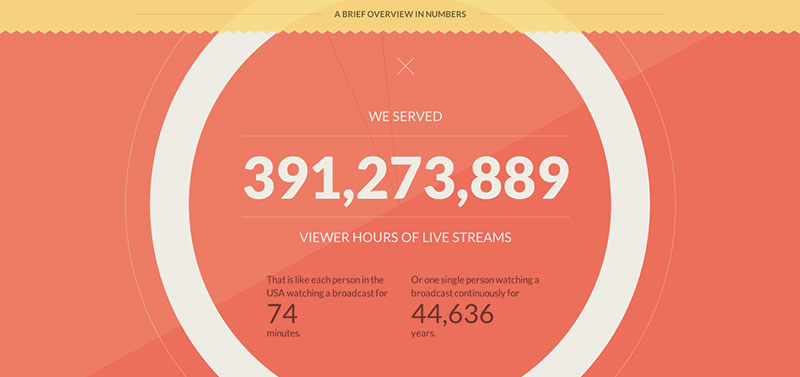 A BRIEF OVERVIEW IN NUMBERS
WE SERVED
391,273,889
VIEWER HOURS OF LIVE STREAMS
That is like each person in the
USA watching a broadcast for
74
minutes.
Or one single person watching a
broadcast continuously for
44,636
years.